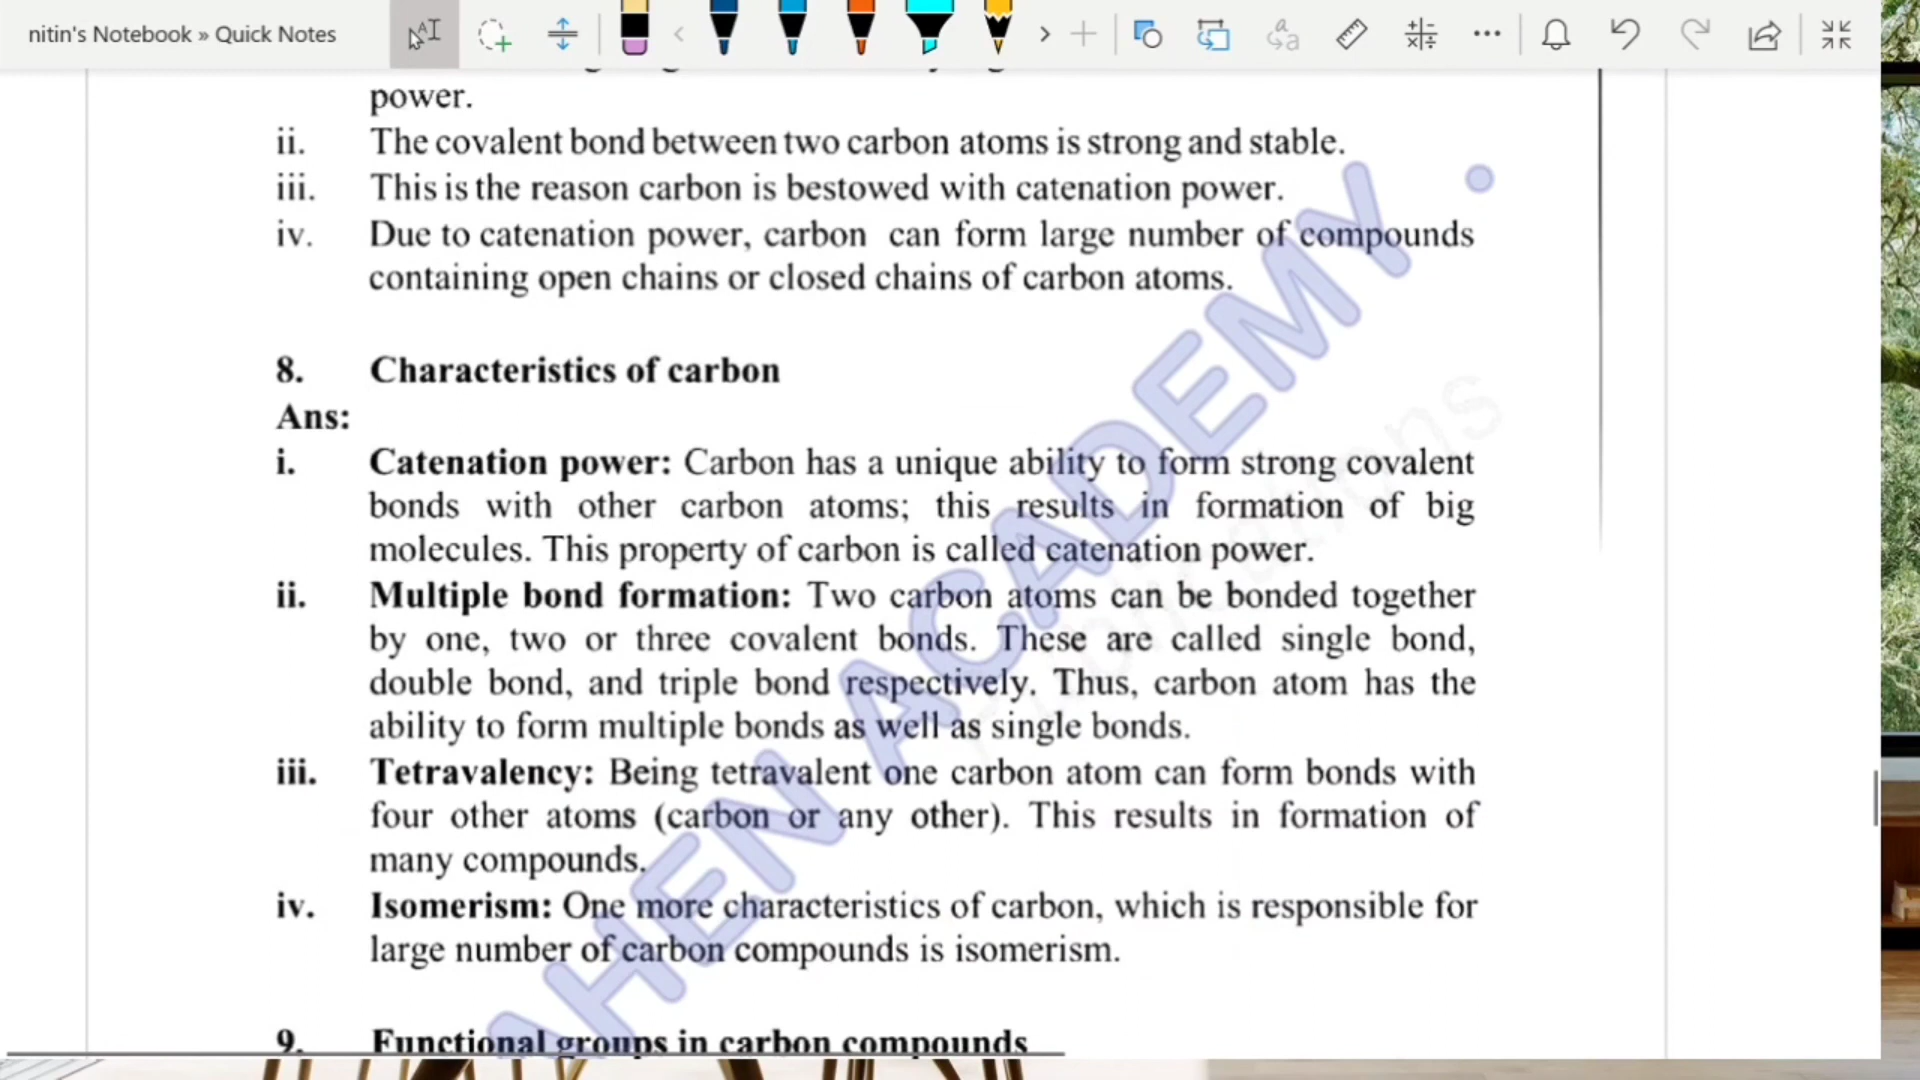 nitin's Notebook » Quick Notes
power.
ii. The covalent bond between two carbon atoms is strong and stable.
iii. This is the reason carbon is bestowed with catenation power.
iv. Due to catenation power, carbon can form large number of compounds
containing open chains or closed chains of carbon atoms.
8. Characteristics of carbon
Ans:
i. Catenation power: Carbon has a unique ability to form strong covalent
bonds with other carbon atoms; this results in formation of big
molecules. This property of carbon is called catenation power.
ii. Multiple bond formation: Two carbon atoms can be bonded together
by one, two or three covalent bonds. These are called single bond,
double bond, and triple bond respectively. Thus, carbon atom has the
ability to form multiple bonds as well as single bonds.
iii. Tetravalency: Being tetravalent one carbon atom can form bonds with
four other atoms (carbon or any other). This results in formation of
many compounds.
iv. Isomerism: One more characteristics of carbon, which is responsible for
large number of carbon compounds is isomerism.
9. Functional groups in carbon compounds
AHEN ACADEMY .
Publications